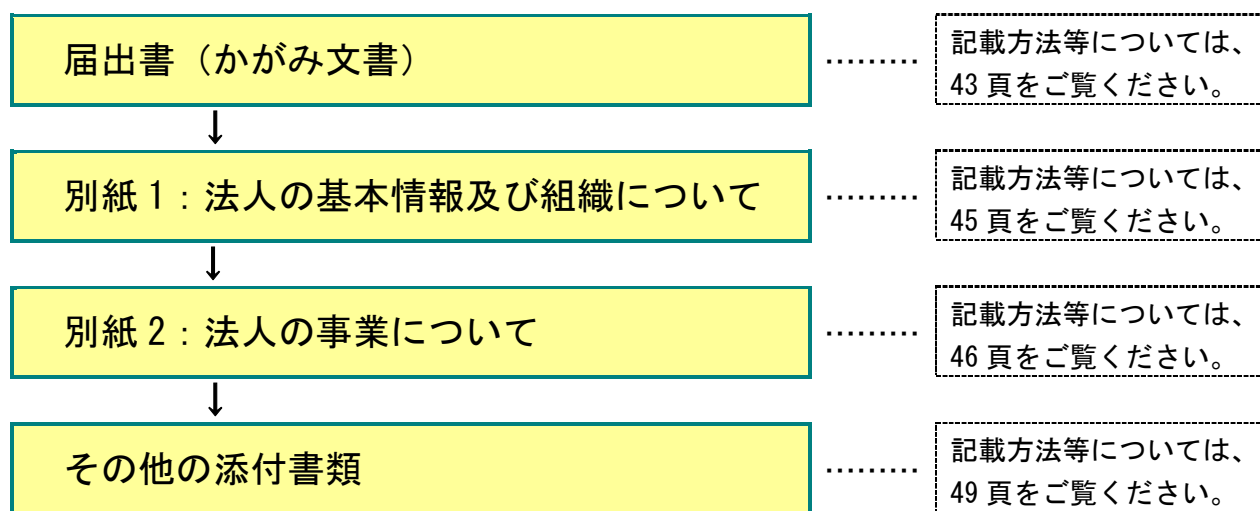 届出書（かがみ文書）
………
記載方法等については、
43 頁をご覧ください。
↓
別紙１：法人の基本情報及び組織について
………
記載方法等については、
45 頁をご覧ください。
↓
別紙２：法人の事業について
………
記載方法等については、
46 頁をご覧ください。
↓
その他の添付書類
………
記載方法等については、
49 頁をご覧ください。